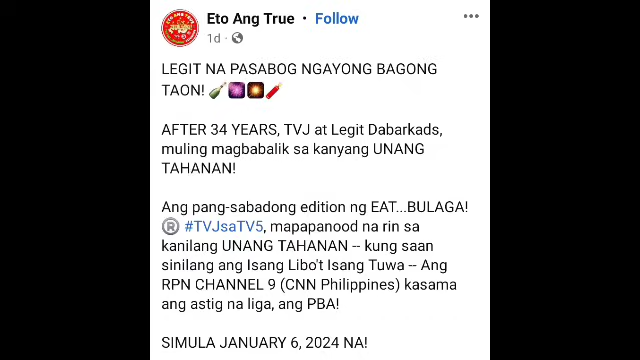 Eto Ang True • Follow
1d
LEGIT NA PASABOG NGAYONG BAGONG
TAON! 🍾🎆🎇🧨
AFTER 34 YEARS, TVJ at Legit Dabarkads,
muling magbabalik sa kanyang UNANG
TAHANAN!
Ang pang-sabadong edition ng EAT...BULAGA!
®️ #TVJsaTV5, mapapanood na rin sa
kanilang UNANG TAHANAN -- kung saan
sinilang ang Isang Libo't Isang Tuwa -- Ang
RPN CHANNEL 9 (CNN Philippines) kasama
ang astig na liga, ang PBA!
SIMULA JANUARY 6, 2024 NA!